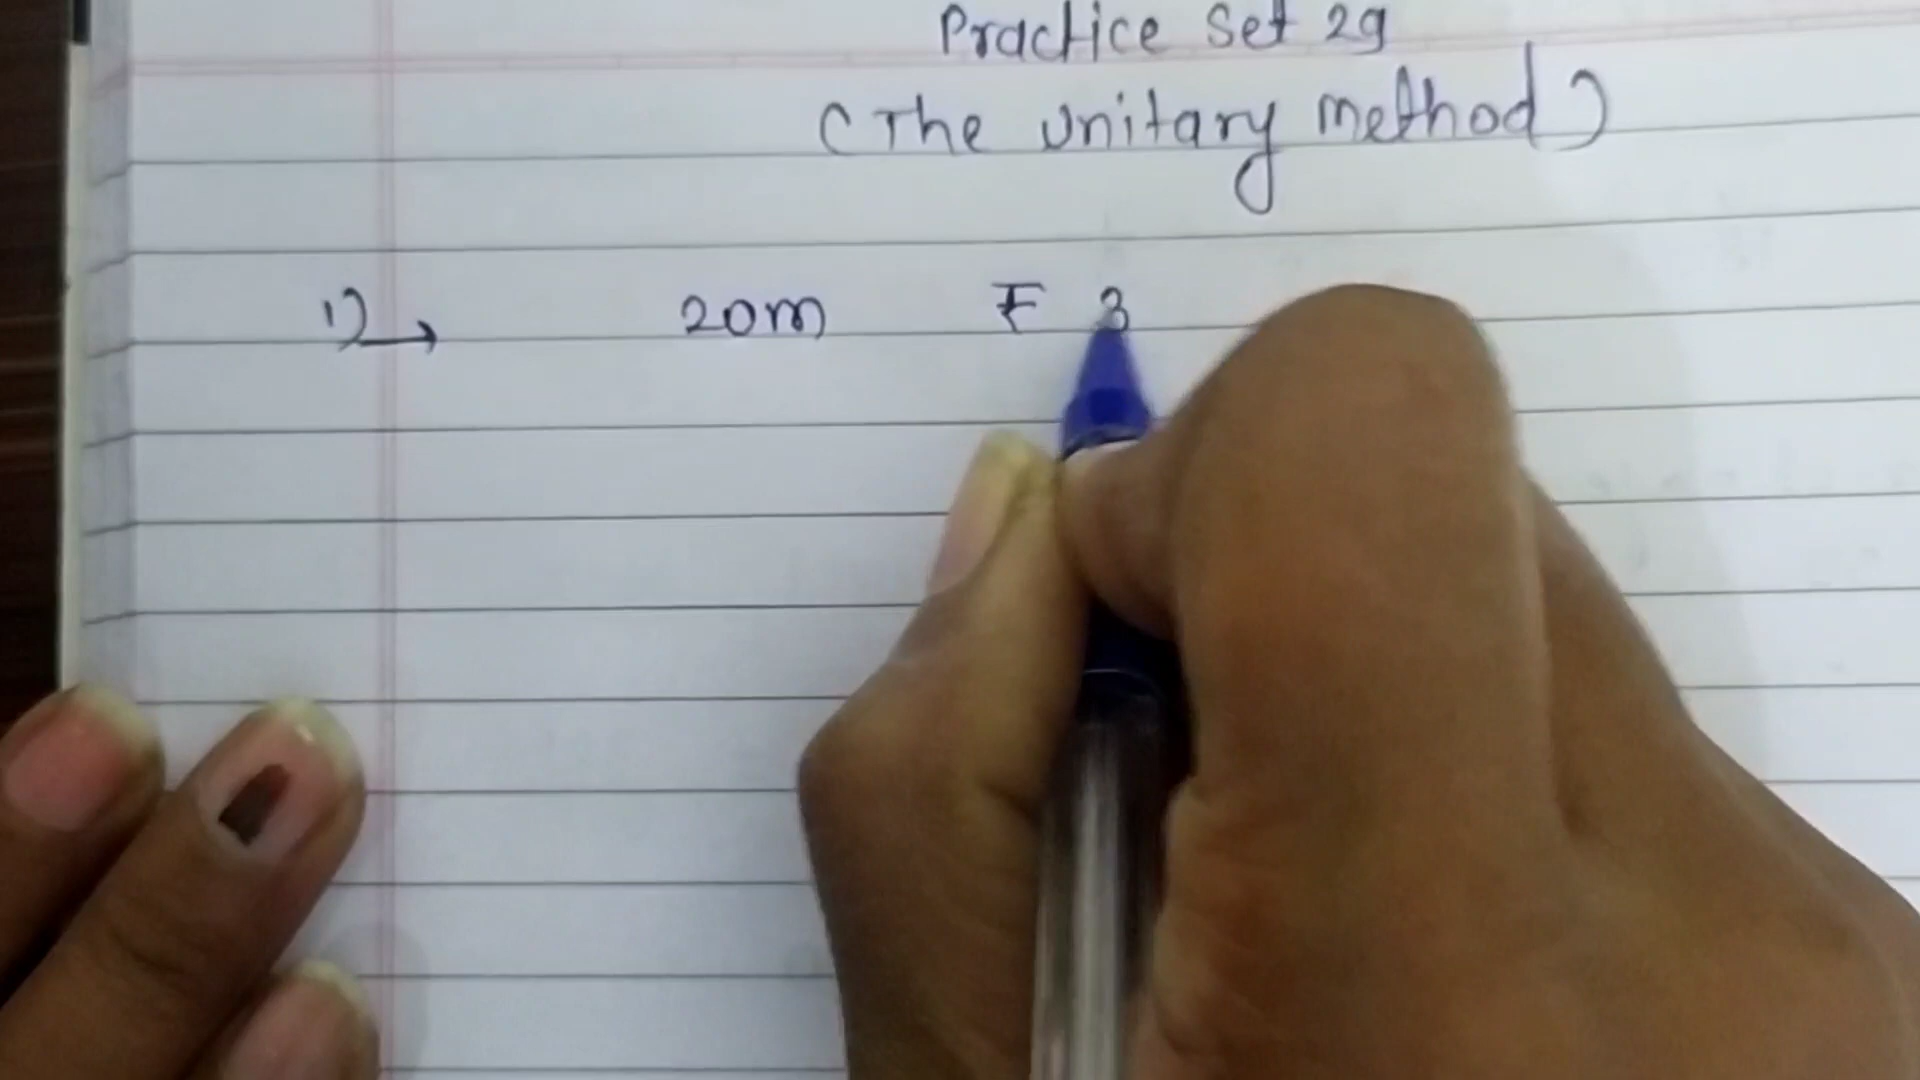 Practice Set 29
(The unitary method)
1)→ 20m ₹ 3